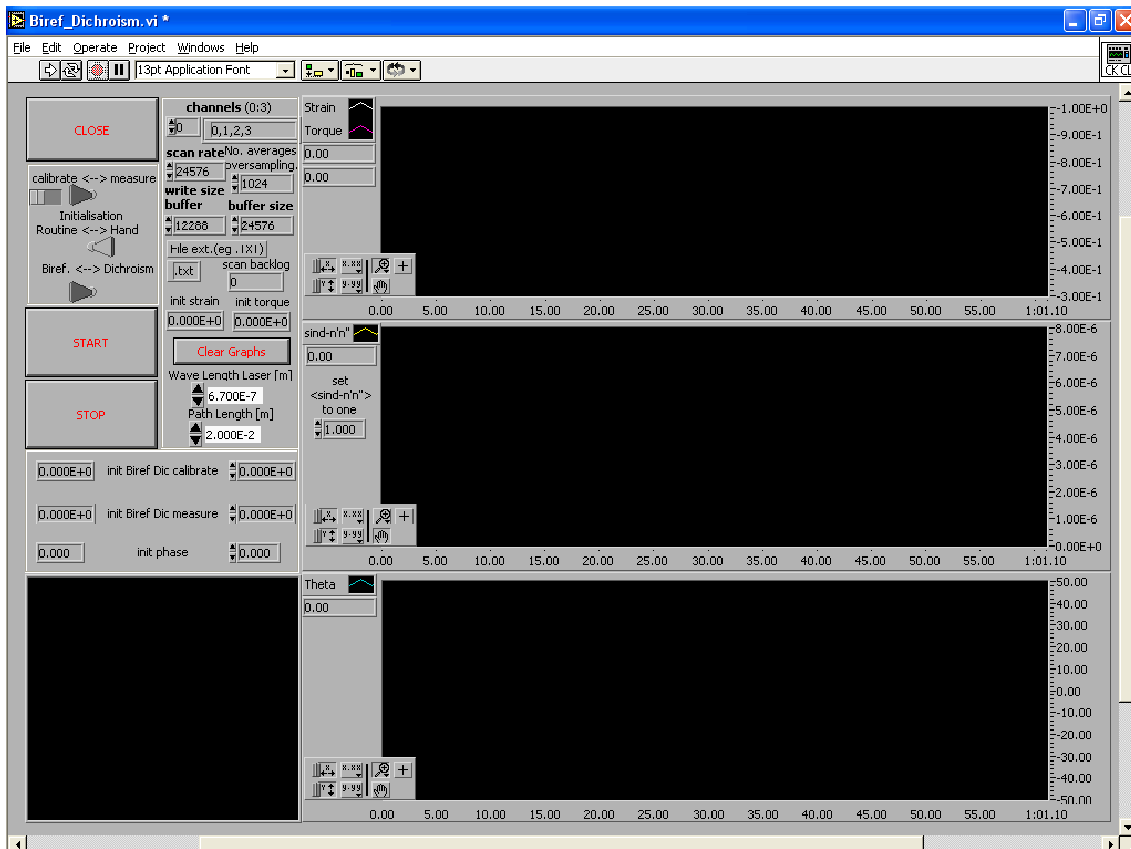 Biref_Dichroism.vi *
File Edit Operate Project Windows Help
13pt Application Font
CLOSE
calibrate <--> measure
Initialisation
Routine <--> Hand
Biref. <--> Dichroism
START
STOP
channels (0;3)
0
0,1,2,3
scan rate
No. averages
oversampling.
24576
1024
write size
buffer
buffer size
12288
24576
File ext.(eg . TXT)
.txt
scan backlog
0
init strain
init torque
0.000E+0
0.000E+0
Clear Graphs
Wave Length Laser [m]
6.700E-7
Path Length [m]
2.000E-2
0.000E+0 init Biref Dic calibrate 0.000E+0
0.000E+0 init Biref Dic measure 0.000E+0
0.000 init phase 0.000
Strain
Torque
0.00
0.00
-1.00E+0
-9.00E-1
-8.00E-1
-7.00E-1
-6.00E-1
-5.00E-1
-4.00E-1
-3.00E-1
0.00 5.00 10.00 15.00 20.00 25.00 30.00 35.00 40.00 45.00 50.00 55.00 1:01.10
sind-n'n"
0.00
set
<sind-n'n">
to one
1.000
8.00E-6
7.00E-6
6.00E-6
5.00E-6
4.00E-6
3.00E-6
2.00E-6
1.00E-6
0.00E+0
0.00 5.00 10.00 15.00 20.00 25.00 30.00 35.00 40.00 45.00 50.00 55.00 1:01.10
Theta
0.00
50.00
40.00
30.00
20.00
10.00
0.00
-10.00
-20.00
-30.00
-40.00
-50.00
0.00 5.00 10.00 15.00 20.00 25.00 30.00 35.00 40.00 45.00 50.00 55.00 1:01.10